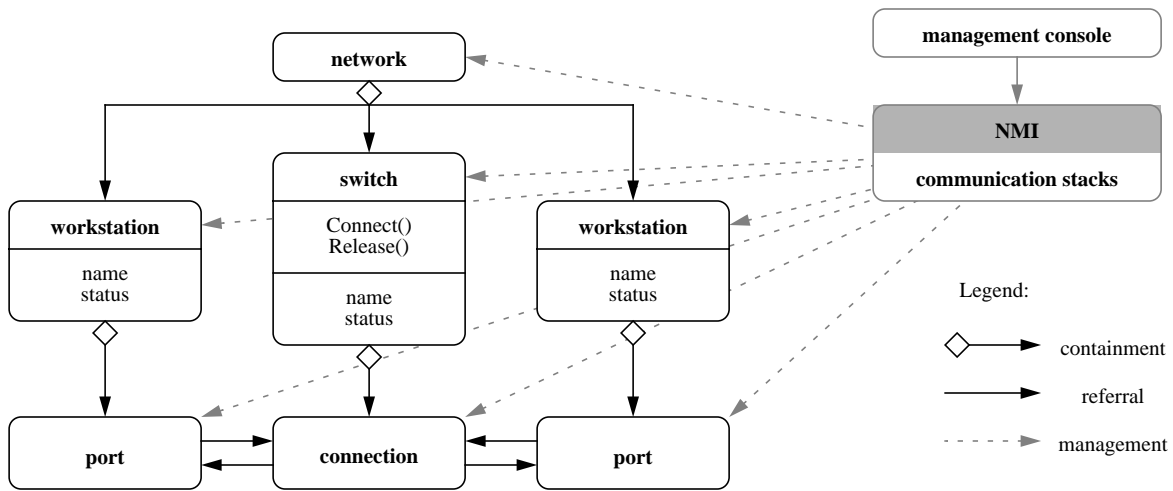 management console
network
NMI
communication stacks
switch
Connect()
Release()
name
status
workstation
name
status
workstation
name
status
Legend:
containment
referral
management
port
connection
port